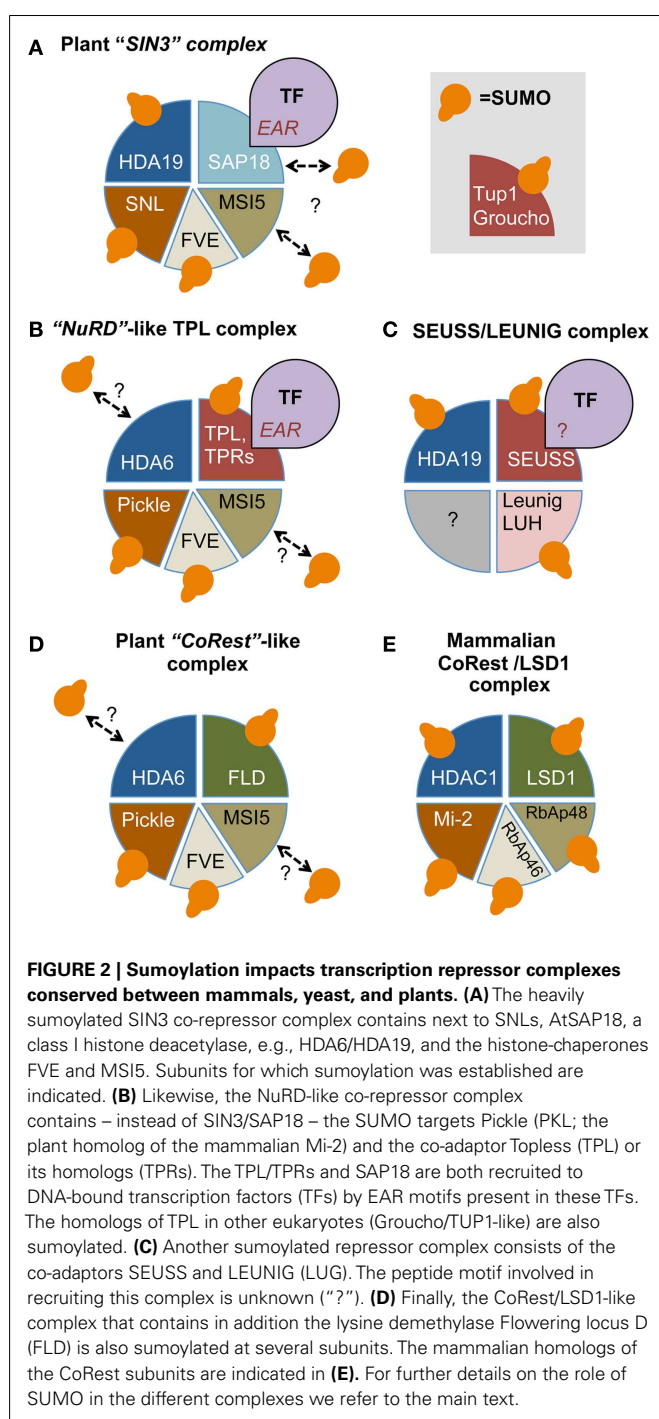 A Plant “SIN3” complex
TF
EAR
HDA19
SAP18
SNL
MSI5
FVE
?
=SUMO
Tup1
Groucho
B “NuRD”-like TPL complex
?
TF
EAR
HDA6
TPL,
TPRs
Pickle
MSI5
FVE
?
C SEUSS/LEUNIG complex
TF
?
HDA19
SEUSS
?
Leunig
LUH
D Plant “CoRest”-like
complex
?
HDA6
FLD
Pickle
MSI5
FVE
?
E Mammalian
CoRest /LSD1
complex
HDAC1
LSD1
Mi-2
RbAp48
RbAp46
FIGURE 2 | Sumoylation impacts transcription repressor complexes
conserved between mammals, yeast, and plants. (A) The heavily
sumoylated SIN3 co-repressor complex contains next to SNLs, AtSAP18, a
class I histone deacetylase, e.g., HDA6/HDA19, and the histone-chaperones
FVE and MSI5. Subunits for which sumoylation was established are
indicated. (B) Likewise, the NuRD-like co-repressor complex
contains – instead of SIN3/SAP18 – the SUMO targets Pickle (PKL; the
plant homolog of the mammalian Mi-2) and the co-adaptor Topless (TPL) or
its homologs (TPRs). The TPL/TPRs and SAP18 are both recruited to
DNA-bound transcription factors (TFs) by EAR motifs present in these TFs.
The homologs of TPL in other eukaryotes (Groucho/TUP1-like) are also
sumoylated. (C) Another sumoylated repressor complex consists of the
co-adaptors SEUSS and LEUNIG (LUG). The peptide motif involved in
recruiting this complex is unknown (“?”). (D) Finally, the CoRest/LSD1-like
complex that contains in addition the lysine demethylase Flowering locus D
(FLD) is also sumoylated at several subunits. The mammalian homologs of
the CoRest subunits are indicated in (E). For further details on the role of
SUMO in the different complexes we refer to the main text.